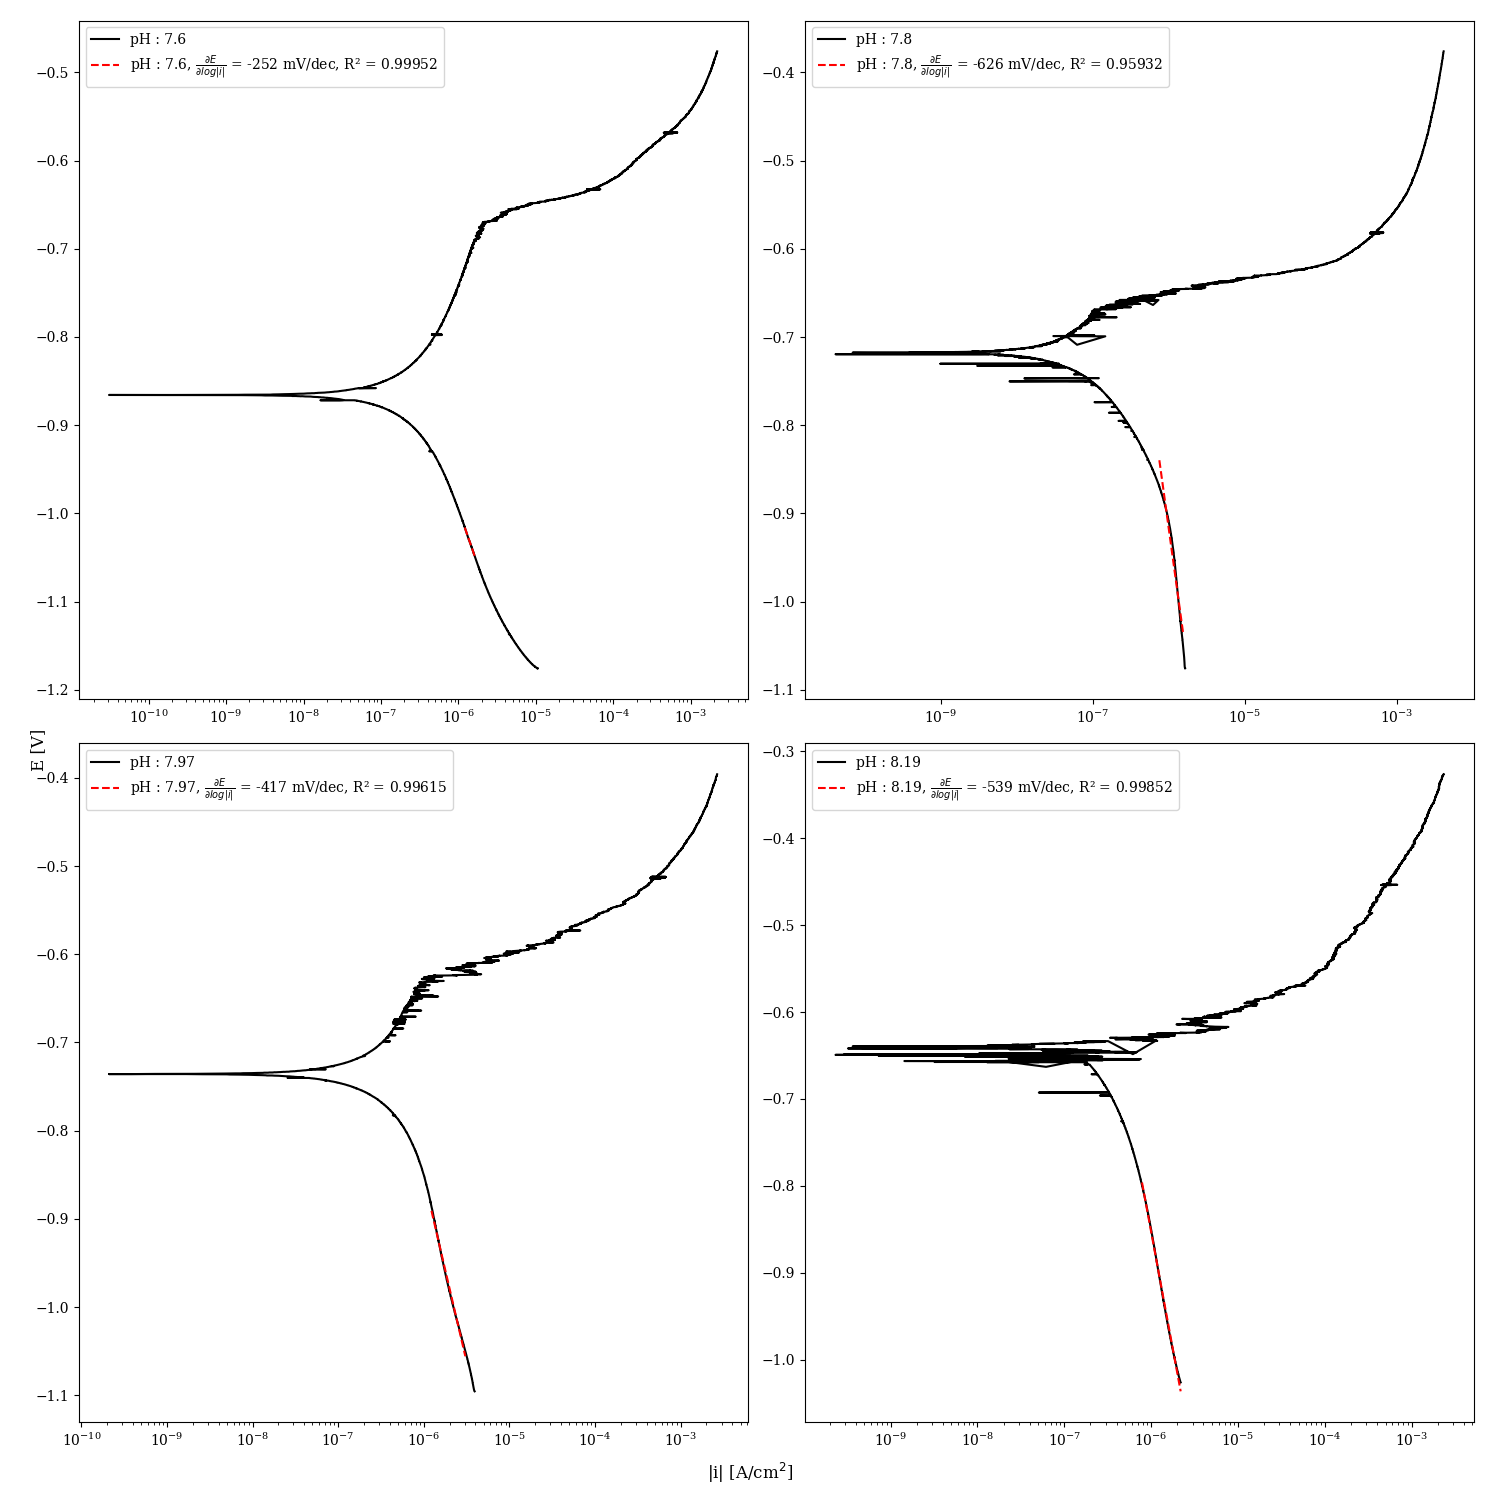 pH : 7.6
pH : 7.6, ∂E/∂log|i| = -252 mV/dec, R² = 0.99952
−0.5
−0.6
−0.7
−0.8
−0.9
−1.0
−1.1
−1.2
10⁻¹⁰ 10⁻⁹ 10⁻⁸ 10⁻⁷ 10⁻⁶ 10⁻⁵ 10⁻⁴ 10⁻³
pH : 7.8
pH : 7.8, ∂E/∂log|i| = -626 mV/dec, R² = 0.95932
−0.4
−0.5
−0.6
−0.7
−0.8
−0.9
−1.0
−1.1
10⁻⁹ 10⁻⁷ 10⁻⁵ 10⁻³
E [V]
pH : 7.97
pH : 7.97, ∂E/∂log|i| = -417 mV/dec, R² = 0.99615
−0.4
−0.5
−0.6
−0.7
−0.8
−0.9
−1.0
−1.1
10⁻¹⁰ 10⁻⁹ 10⁻⁸ 10⁻⁷ 10⁻⁶ 10⁻⁵ 10⁻⁴ 10⁻³
pH : 8.19
pH : 8.19, ∂E/∂log|i| = -539 mV/dec, R² = 0.99852
−0.3
−0.4
−0.5
−0.6
−0.7
−0.8
−0.9
−1.0
10⁻⁹ 10⁻⁸ 10⁻⁷ 10⁻⁶ 10⁻⁵ 10⁻⁴ 10⁻³
|i| [A/cm²]